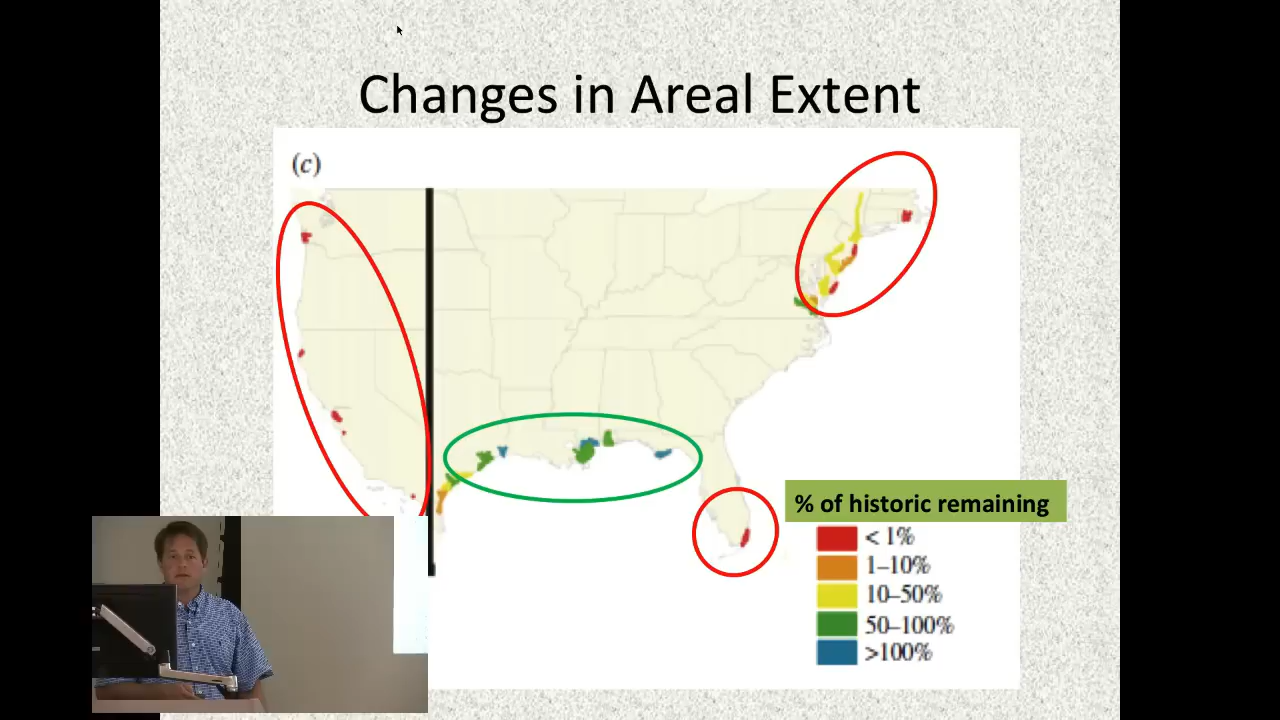 Changes in Areal Extent
(c)
% of historic remaining
< 1%
1–10%
10–50%
50–100%
>100%